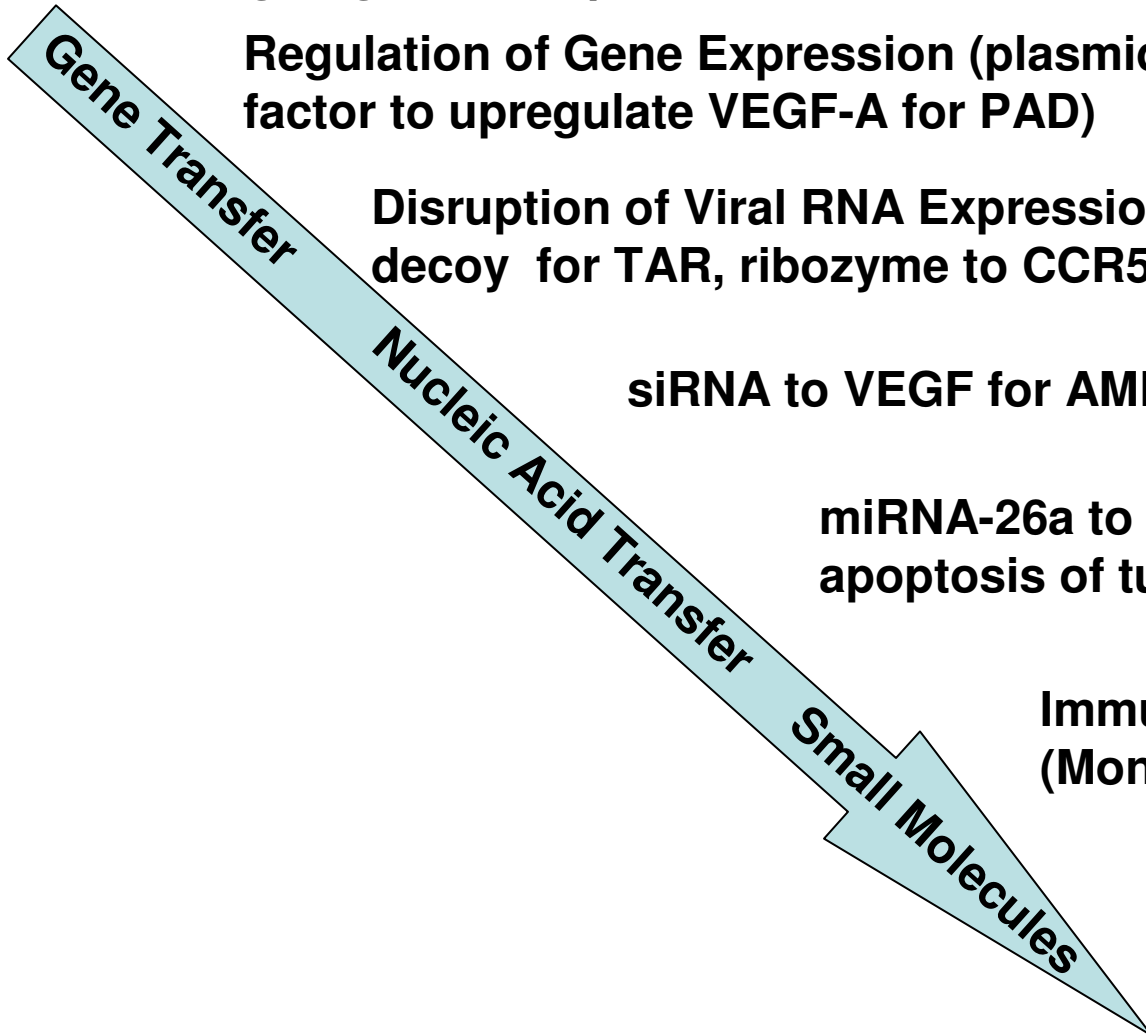 Gene Transfer
Regulation of Gene Expression (plasmid
factor to upregulate VEGF-A for PAD)
Disruption of Viral RNA Expressio
decoy for TAR, ribozyme to CCR5
Nucleic Acid Transfer
siRNA to VEGF for AM
miRNA-26a to
apoptosis of tu
Small Molecules
Immu
(Mon